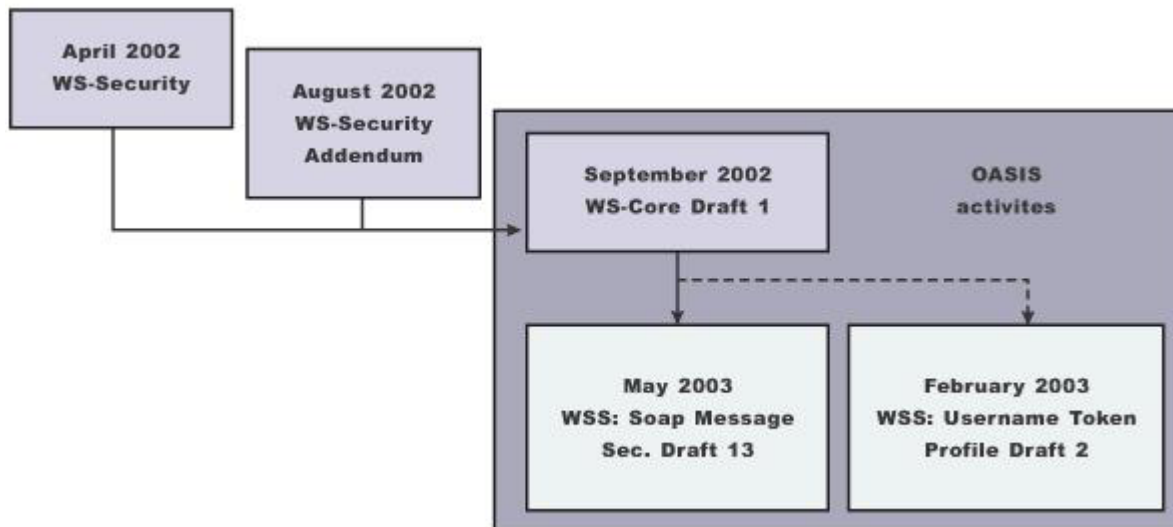 April 2002
WS-Security
August 2002
WS-Security
Addendum
September 2002
WS-Core Draft 1
OASIS
activites
May 2003
WSS: Soap Message
Sec. Draft 13
February 2003
WSS: Username Token
Profile Draft 2